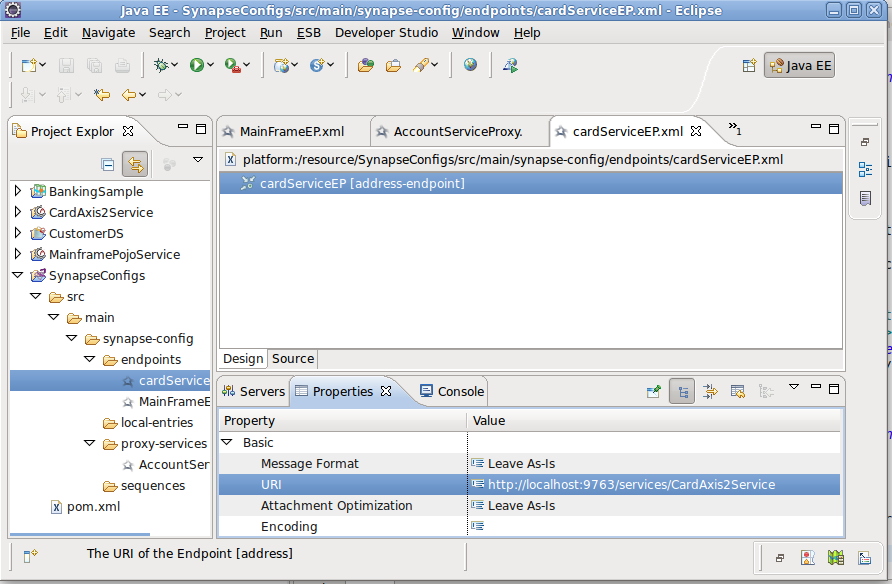 Java EE - SynapseConfigs/src/main/synapse-config/endpoints/cardServiceEP.xml - Eclipse
File Edit Navigate Search Project Run ESB Developer Studio Window Help
Java EE
Project Explor
MainFrameEP.xml AccountServiceProxy. cardServiceEP.xml »1
platform:/resource/SynapseConfigs/src/main/synapse-config/endpoints/cardServiceEP.xml
cardServiceEP [address-endpoint]
BankingSample
CardAxis2Service
CustomerDS
MainframePojoService
SynapseConfigs
src
main
synapse-config
endpoints
cardService
MainFrameE
local-entries
proxy-services
AccountSer
sequences
pom.xml
Design Source
Servers Properties Console
Property Value
Basic
Message Format Leave As-Is
URI http://localhost:9763/services/CardAxis2Service
Attachment Optimization Leave As-Is
Encoding
The URI of the Endpoint [address]